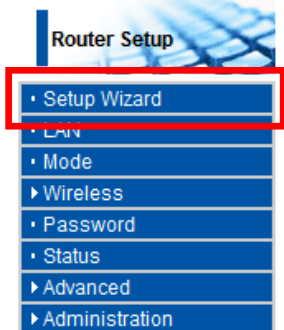 Router Setup
Setup Wizard
LAN
Mode
Wireless
Password
Status
Advanced
Administration